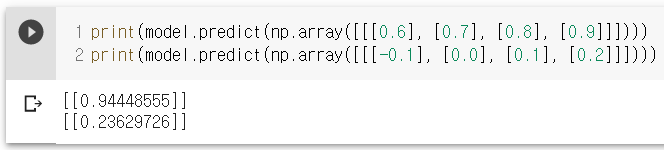 1 print(model.predict(np.array([[[0.6], [0.7], [0.8], [0.9]]])))
2 print(model.predict(np.array([[[-0.1], [0.0], [0.1], [0.2]]])))
[[0.94448555]]
[[0.23629726]]